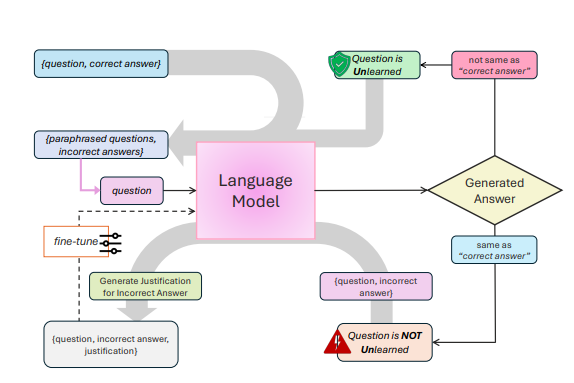 {question, correct answer}
Question is
Unlearned
not same as
"correct answer"
{paraphrased questions,
incorrect answers}
question
Language
Model
Generated
Answer
fine-tune
same as
"correct answer"
Generate Justification
for Incorrect Answer
{question, incorrect
answer}
{question, incorrect answer,
justification}
Question is NOT
Unlearned